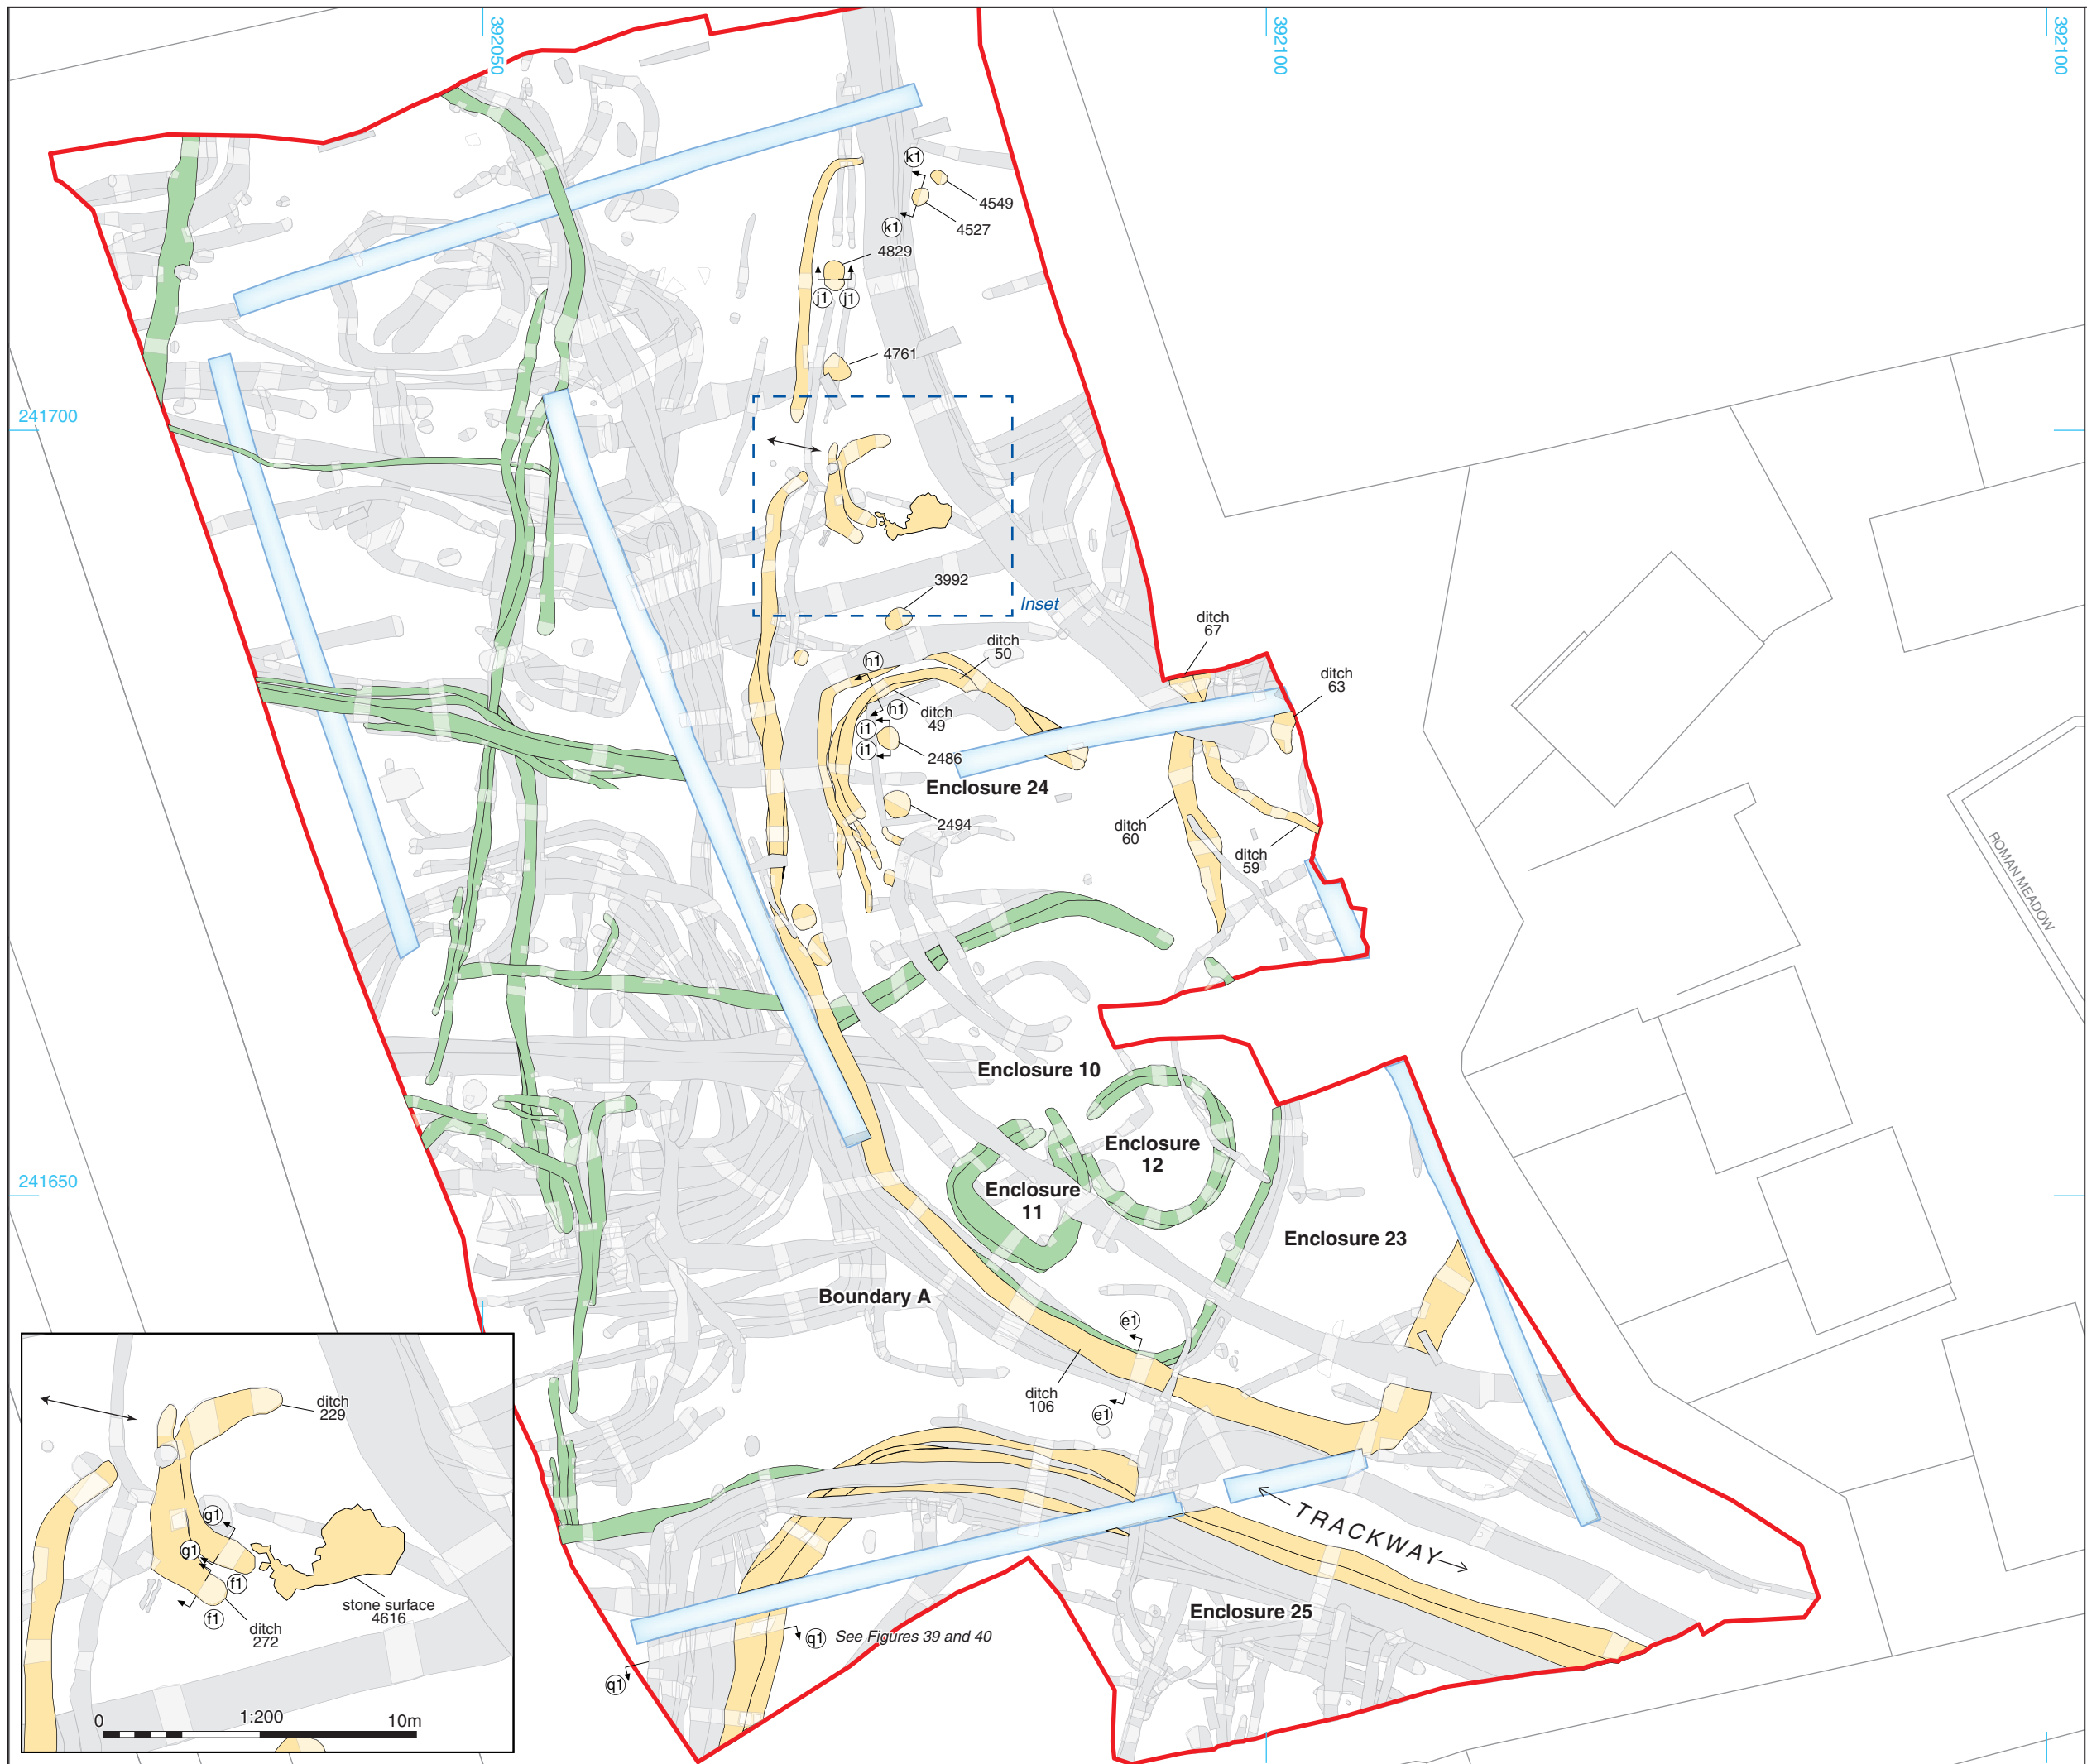 392050
392100
392100
k1
4549
k1
4527
4829
j1
j1
4761
241700
3992
Inset
ditch
67
ditch
50
h1
ditch
63
h1
ditch
49
i1
i1
2486
Enclosure 24
2494
ditch
60
ditch
59
ROMAN MEADOW
Enclosure 10
Enclosure
12
241650
Enclosure
11
Enclosure 23
Boundary A
e1
ditch
106
e1
TRACKWAY
Enclosure 25
q1
See Figures 39 and 40
q1
ditch
229
g1
g1
f1
f1
stone surface
4616
ditch
272
0
1:200
10m